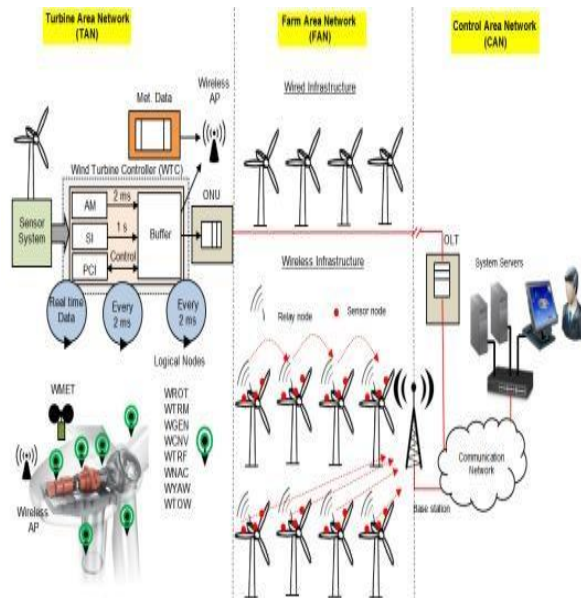 Turbine Area Network
(TAN)
Farm Area Network
(FAN)
Control Area Network
(CAN)
Met. Data
Wireless
AP
Wired Infrastructure
Wind Turbine Controller (WTC)
Sensor
System
AM
2 ms
SI
1 s
PCI
Control
Buffer
ONU
OLT
System Servers
Real time
Data
Every
2 ms
Every
2 ms
Logical Nodes
Wireless Infrastructure
Relay node
Sensor node
WMET
Wireless
AP
WROT
WTRM
WGEN
WCNV
WTRF
WNAC
WYAW
WTOW
Base station
Communication
Network